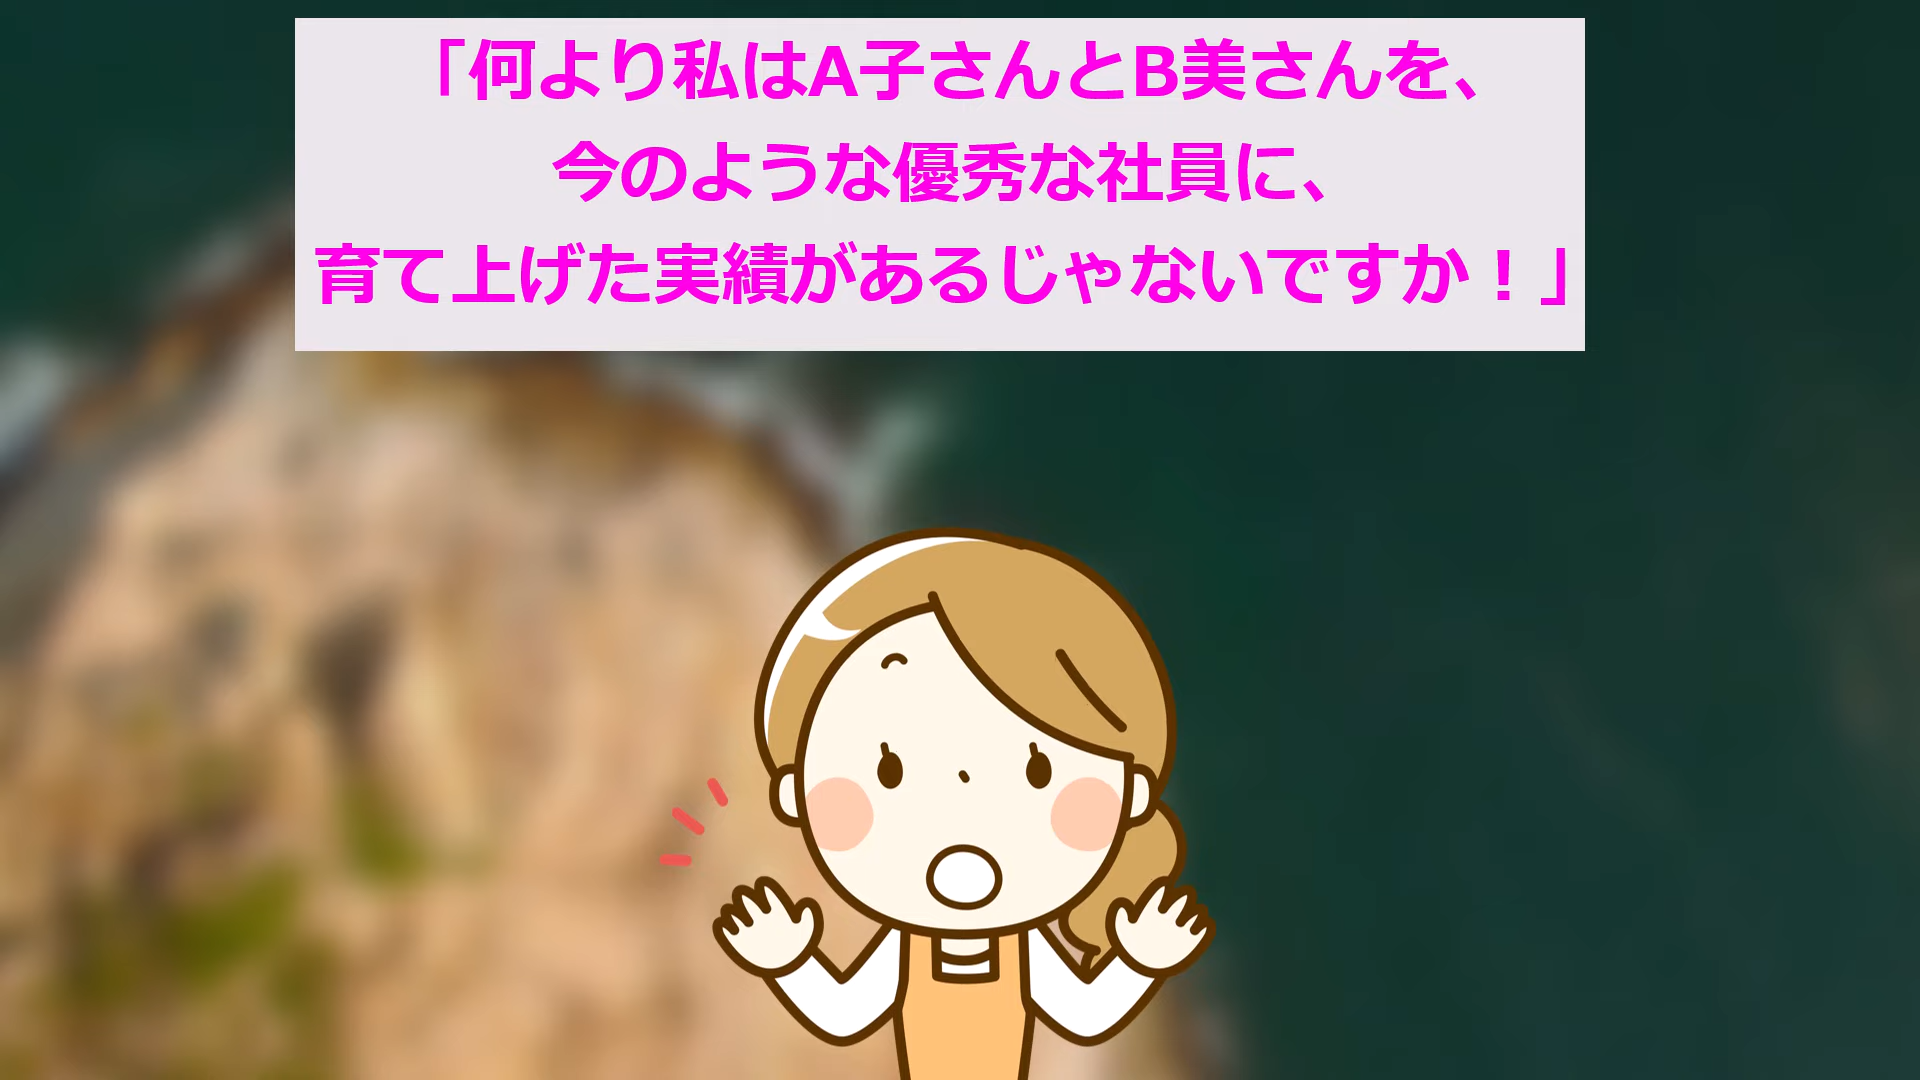 「何より私はA子さんとB美さんを、
今のような優秀な社員に、
育て上げた実績があるじゃないですか！」